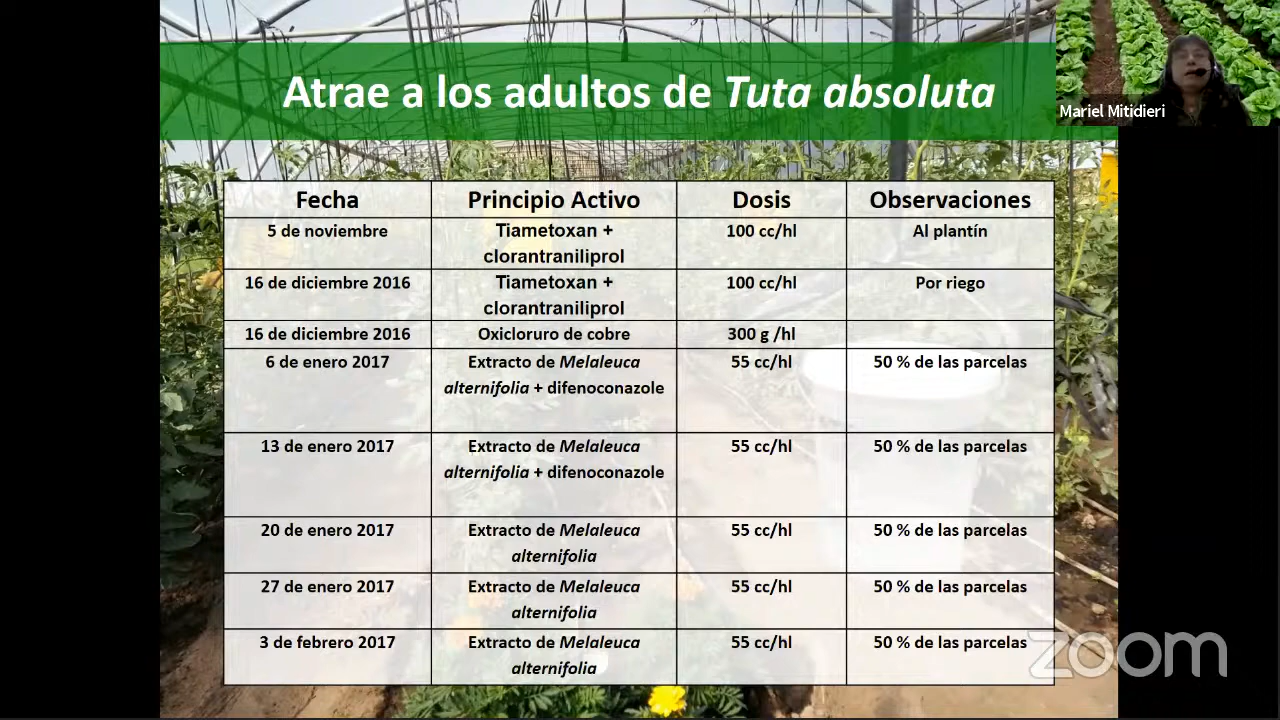 Atrae a los adultos de Tuta absoluta
Mariel Mitidieri
Fecha Principio Activo Dosis Observaciones
5 de noviembre Tiametoxan + 100 cc/hl Al plantín
clorantraniliprol
16 de diciembre 2016 Tiametoxan + 100 cc/hl Por riego
clorantraniliprol
16 de diciembre 2016 Oxicloruro de cobre 300 g /hl
6 de enero 2017 Extracto de Melaleuca 55 cc/hl 50 % de las parcelas
alternifolia + difenoconazole
13 de enero 2017 Extracto de Melaleuca 55 cc/hl 50 % de las parcelas
alternifolia + difenoconazole
20 de enero 2017 Extracto de Melaleuca 55 cc/hl 50 % de las parcelas
alternifolia
27 de enero 2017 Extracto de Melaleuca 55 cc/hl 50 % de las parcelas
alternifolia
3 de febrero 2017 Extracto de Melaleuca 55 cc/hl 50 % de las parcelas
alternifolia
zoom